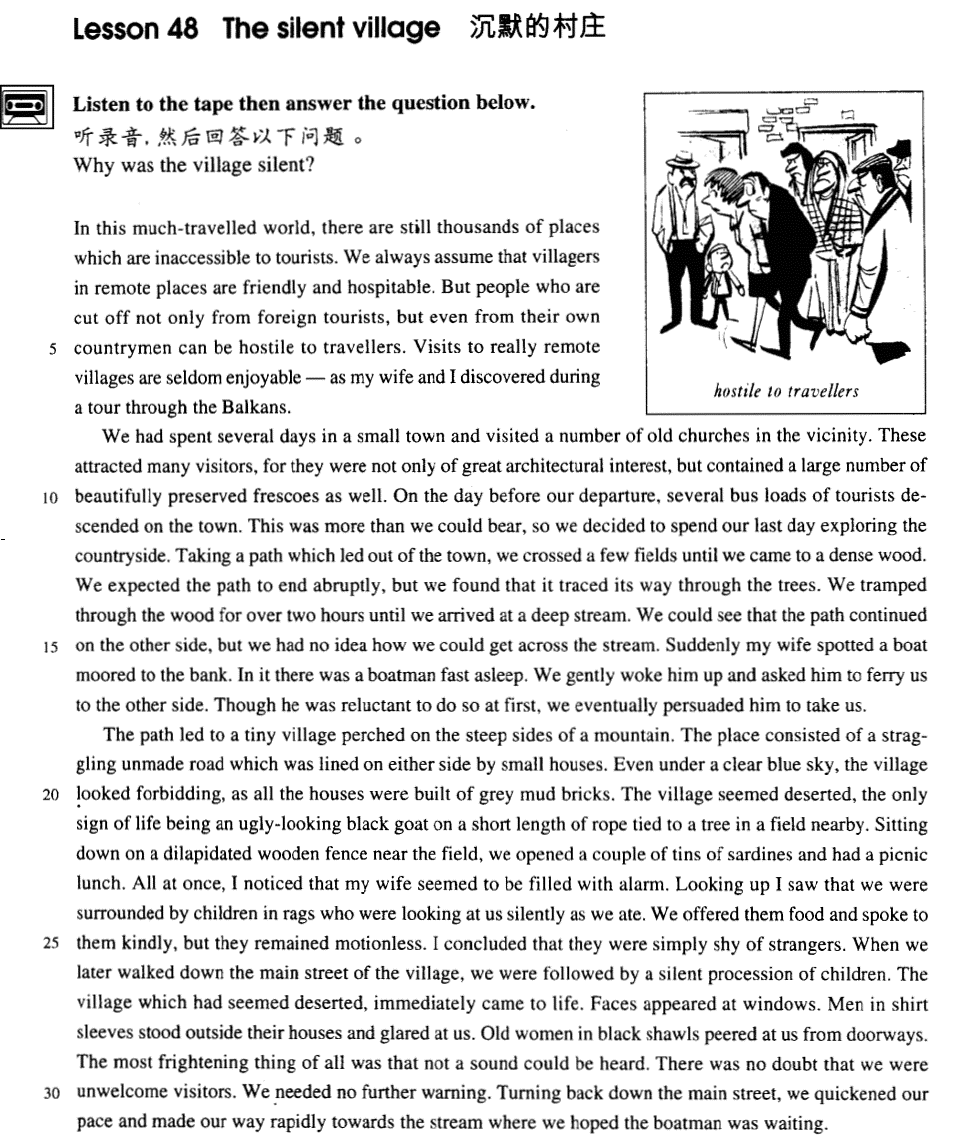 Lesson 48 The silent village 沉默的村庄
Listen to the tape then answer the question below.
听录音,然后回答以下问题。
Why was the village silent?
In this much-travelled world, there are still thousands of places
which are inaccessible to tourists. We always assume that villagers
in remote places are friendly and hospitable. But people who are
cut off not only from foreign tourists, but even from their own
5 countrymen can be hostile to travellers. Visits to really remote
villages are seldom enjoyable — as my wife and I discovered during
a tour through the Balkans.
hostile to travellers
We had spent several days in a small town and visited a number of old churches in the vicinity. These
attracted many visitors, for they were not only of great architectural interest, but contained a large number of
10 beautifully preserved frescoes as well. On the day before our departure, several bus loads of tourists de-
scended on the town. This was more than we could bear, so we decided to spend our last day exploring the
countryside. Taking a path which led out of the town, we crossed a few fields until we came to a dense wood.
We expected the path to end abruptly, but we found that it traced its way through the trees. We tramped
through the wood for over two hours until we arrived at a deep stream. We could see that the path continued
15 on the other side, but we had no idea how we could get across the stream. Suddenly my wife spotted a boat
moored to the bank. In it there was a boatman fast asleep. We gently woke him up and asked him to ferry us
to the other side. Though he was reluctant to do so at first, we eventually persuaded him to take us.
The path led to a tiny village perched on the steep sides of a mountain. The place consisted of a strag-
gling unmade road which was lined on either side by small houses. Even under a clear blue sky, the village
20 looked forbidding, as all the houses were built of grey mud bricks. The village seemed deserted, the only
sign of life being an ugly-looking black goat on a short length of rope tied to a tree in a field nearby. Sitting
down on a dilapidated wooden fence near the field, we opened a couple of tins of sardines and had a picnic
lunch. All at once, I noticed that my wife seemed to be filled with alarm. Looking up I saw that we were
surrounded by children in rags who were looking at us silently as we ate. We offered them food and spoke to
25 them kindly, but they remained motionless. I concluded that they were simply shy of strangers. When we
later walked down the main street of the village, we were followed by a silent procession of children. The
village which had seemed deserted, immediately came to life. Faces appeared at windows. Men in shirt
sleeves stood outside their houses and glared at us. Old women in black shawls peered at us from doorways.
The most frightening thing of all was that not a sound could be heard. There was no doubt that we were
30 unwelcome visitors. We needed no further warning. Turning back down the main street, we quickened our
pace and made our way rapidly towards the stream where we hoped the boatman was waiting.